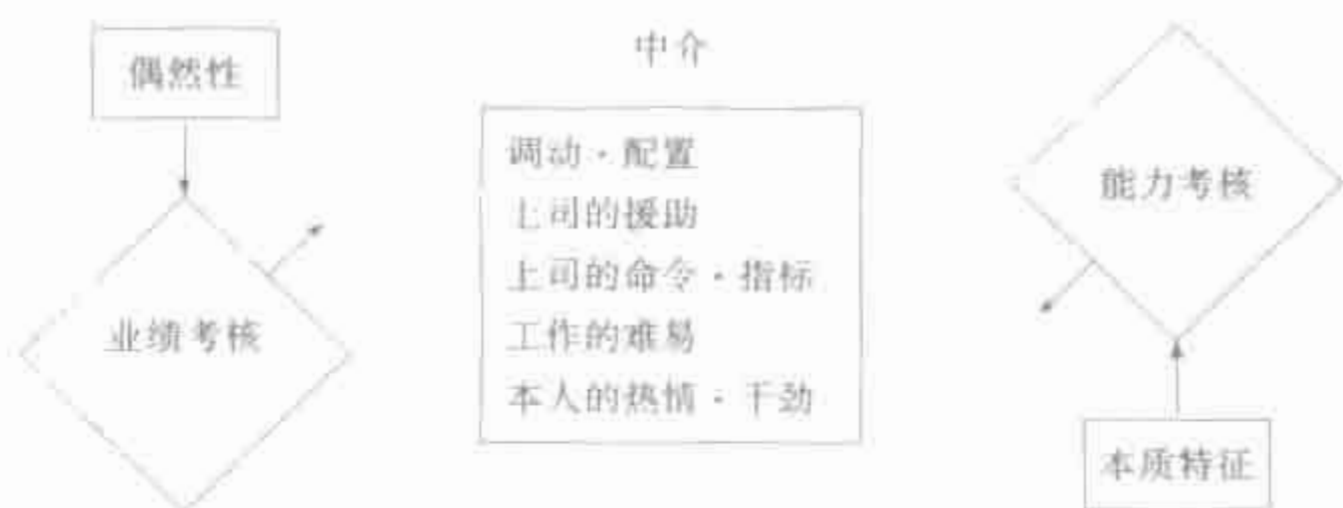 偶然性
业绩考核
中介
调动·配置
上司的援助
上司的命令·指标
工作的难易
本人的热情·干劲
能力考核
本质特征